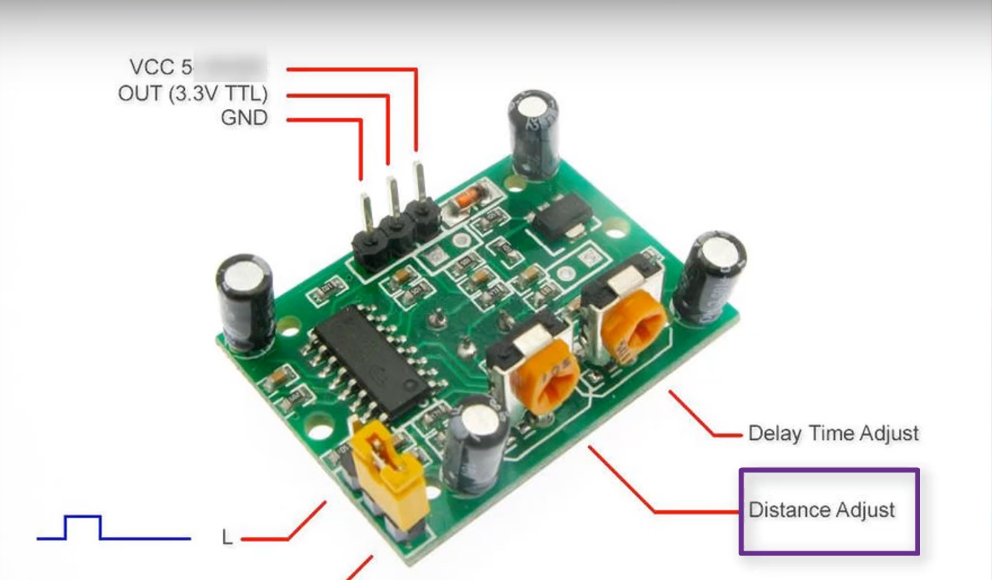 VCC 5
OUT (3.3V TTL)
GND
Delay Time Adjust
Distance Adjust
L